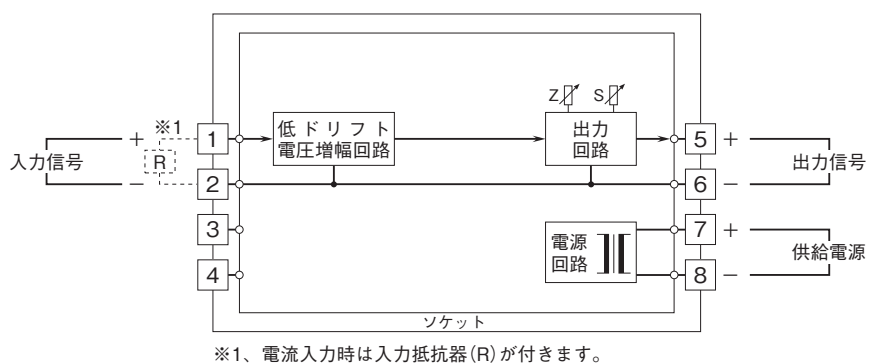 Z S
※1
+ 1 低ドリフト 出力 5 +
電圧増幅回路 回路
入力信号 R 出力信号
− 2 6 −
3 電源 7 +
回路 供給電源
4 8 −
ソケット
※1、電流入力時は入力抵抗器(R)が付きます。